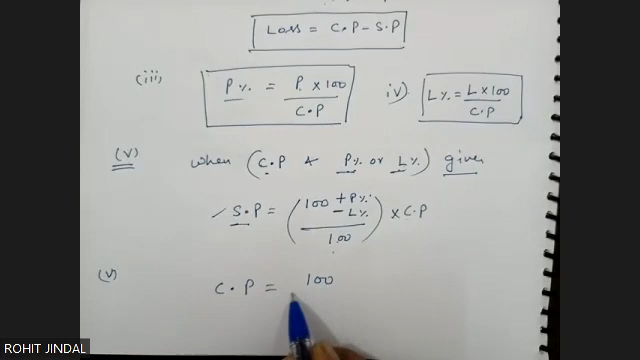 Loss = C.P - S.P
(iii) P% = P. x 100 / C.P iv) L% = L x 100 / C.P
(V) when (C.P & P% or L%) given
S.P = (100 + P% - L% / 100) x C.P
(V) C.P = 100
ROHIT JINDAL